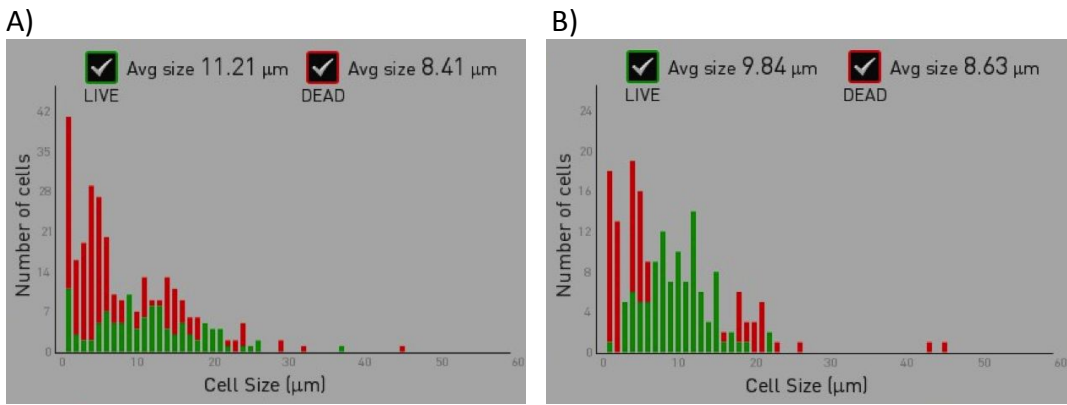 A)
Avg size 11.21 μm
Avg size 8.41 μm
LIVE
DEAD
42
35
28
21
14
7
0
Number of cells
0 10 20 30 40 50 60
Cell Size (μm)
B)
Avg size 9.84 μm
Avg size 8.63 μm
LIVE
DEAD
24
20
16
12
8
4
0
Number of cells
0 10 20 30 40 50 60
Cell Size (μm)